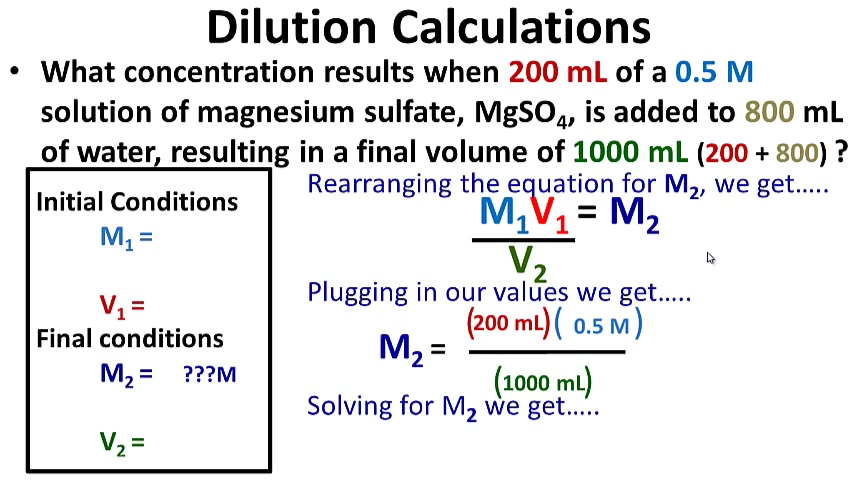 Dilution Calculations
• What concentration results when 200 mL of a 0.5 M
solution of magnesium sulfate, MgSO₄, is added to 800 mL
of water, resulting in a final volume of 1000 mL (200 + 800) ?
Initial Conditions
M₁ =
V₁ =
Final conditions
M₂ = ???M
V₂ =
Rearranging the equation for M₂, we get…..
M₁V₁ = M₂
V₂
Plugging in our values we get…..
(200 mL) ( 0.5 M )
M₂ =
(1000 mL)
Solving for M₂ we get…..